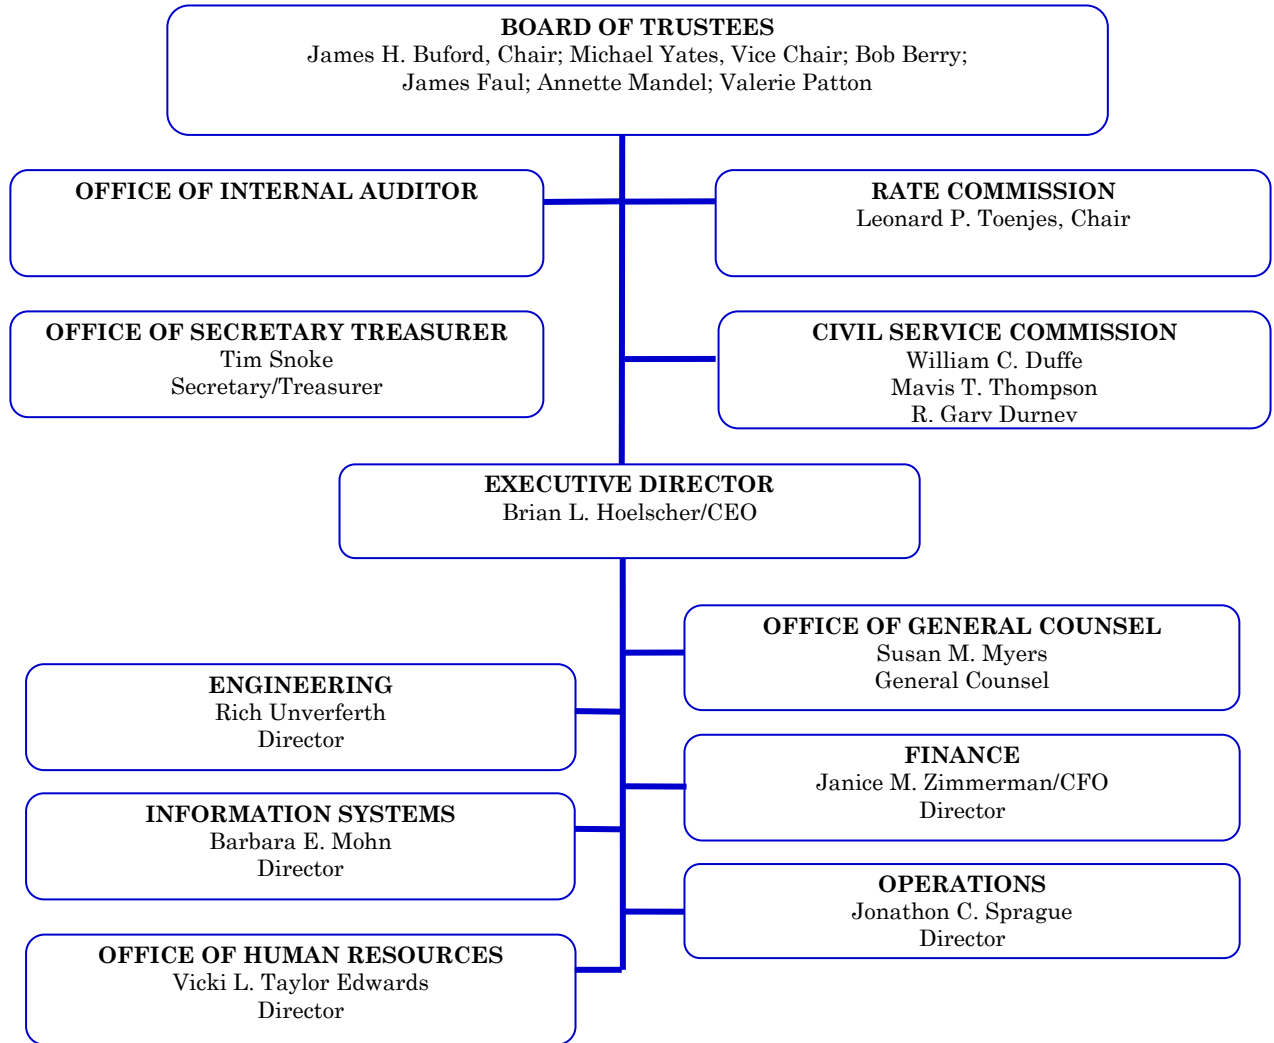 BOARD OF TRUSTEES
James H. Buford, Chair; Michael Yates, Vice Chair; Bob Berry;
James Faul; Annette Mandel; Valerie Patton
OFFICE OF INTERNAL AUDITOR
RATE COMMISSION
Leonard P. Toenjes, Chair
OFFICE OF SECRETARY TREASURER
Tim Snoke
Secretary/Treasurer
CIVIL SERVICE COMMISSION
William C. Duffe
Mavis T. Thompson
R. Gary Durney
EXECUTIVE DIRECTOR
Brian L. Hoelscher/CEO
OFFICE OF GENERAL COUNSEL
Susan M. Myers
General Counsel
ENGINEERING
Rich Unverferth
Director
FINANCE
Janice M. Zimmerman/CFO
Director
INFORMATION SYSTEMS
Barbara E. Mohn
Director
OPERATIONS
Jonathon C. Sprague
Director
OFFICE OF HUMAN RESOURCES
Vicki L. Taylor Edwards
Director